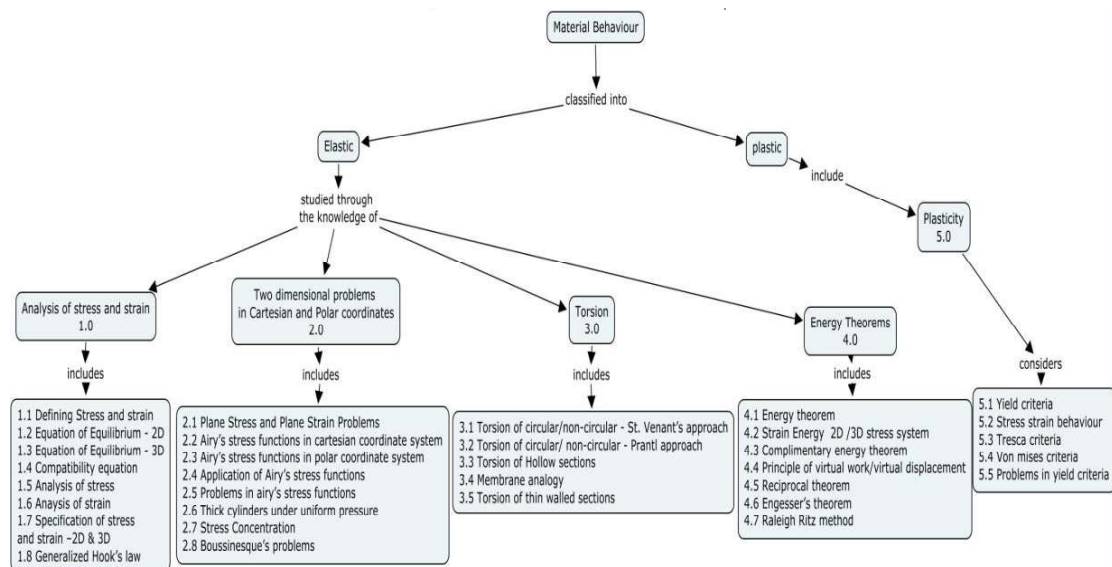 Material Behaviour
classified into
Elastic
plastic
include
studied through
the knowledge of
Plasticity
5.0
Analysis of stress and strain
1.0
Two dimensional problems
in Cartesian and Polar coordinates
2.0
Torsion
3.0
Energy Theorems
4.0
includes
includes
includes
includes
considers
1.1 Defining Stress and strain
1.2 Equation of Equilibrium - 2D
1.3 Equation of Equilibrium - 3D
1.4 Compatibility equation
1.5 Analysis of stress
1.6 Anaysis of strain
1.7 Specification of stress
and strain –2D & 3D
1.8 Generalized Hook's law
2.1 Plane Stress and Plane Strain Problems
2.2 Airy's stress functions in cartesian coordinate system
2.3 Airy's stress functions in polar coordinate system
2.4 Application of Airy's stress functions
2.5 Problems in airy's stress functions
2.6 Thick cylinders under uniform pressure
2.7 Stress Concentration
2.8 Boussinesque's problems
3.1 Torsion of circular/non-circular - St. Venant's approach
3.2 Torsion of circular/ non-circular - Prantl approach
3.3 Torsion of Hollow sections
3.4 Membrane analogy
3.5 Torsion of thin walled sections
4.1 Energy theorem
4.2 Strain Energy 2D /3D stress system
4.3 Complimentary energy theorem
4.4 Principle of virtual work/virtual displacement
4.5 Reciprocal theorem
4.6 Engesser's theorem
4.7 Raleigh Ritz method
5.1 Yield criteria
5.2 Stress strain behaviour
5.3 Tresca criteria
5.4 Von mises criteria
5.5 Problems in yield criteria